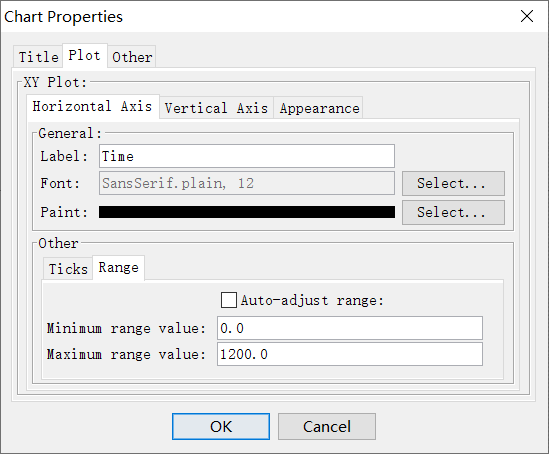 Chart Properties
Title Plot Other
XY Plot:
Horizontal Axis Vertical Axis Appearance
General:
Label: Time
Font: SansSerif.plain, 12 Select...
Paint: Select...
Other
Ticks Range
Auto-adjust range:
Minimum range value: 0.0
Maximum range value: 1200.0
OK Cancel